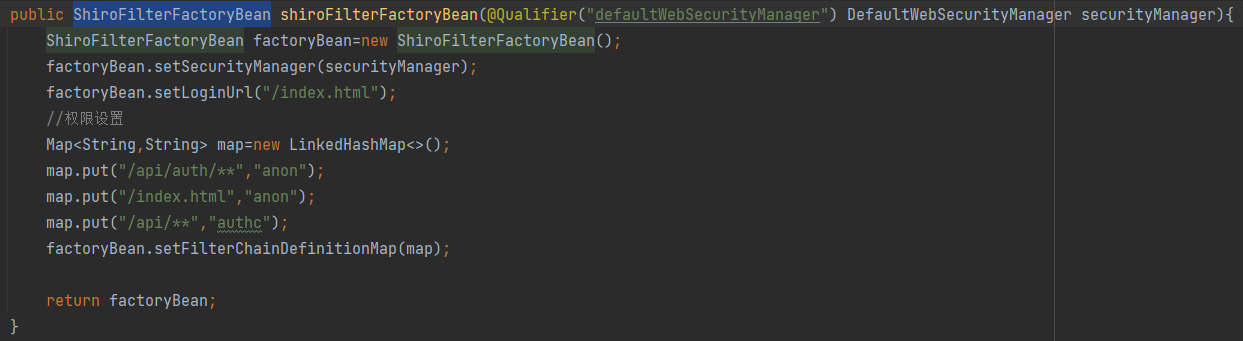 public ShiroFilterFactoryBean shiroFilterFactoryBean(@Qualifier("defaultWebSecurityManager") DefaultWebSecurityManager securityManager){
ShiroFilterFactoryBean factoryBean=new ShiroFilterFactoryBean();
factoryBean.setSecurityManager(securityManager);
factoryBean.setLoginUrl("/index.html");
//权限设置
Map<String,String> map=new LinkedHashMap<>();
map.put("/api/auth/**","anon");
map.put("/index.html","anon");
map.put("/api/**","authc");
factoryBean.setFilterChainDefinitionMap(map);
return factoryBean;
}